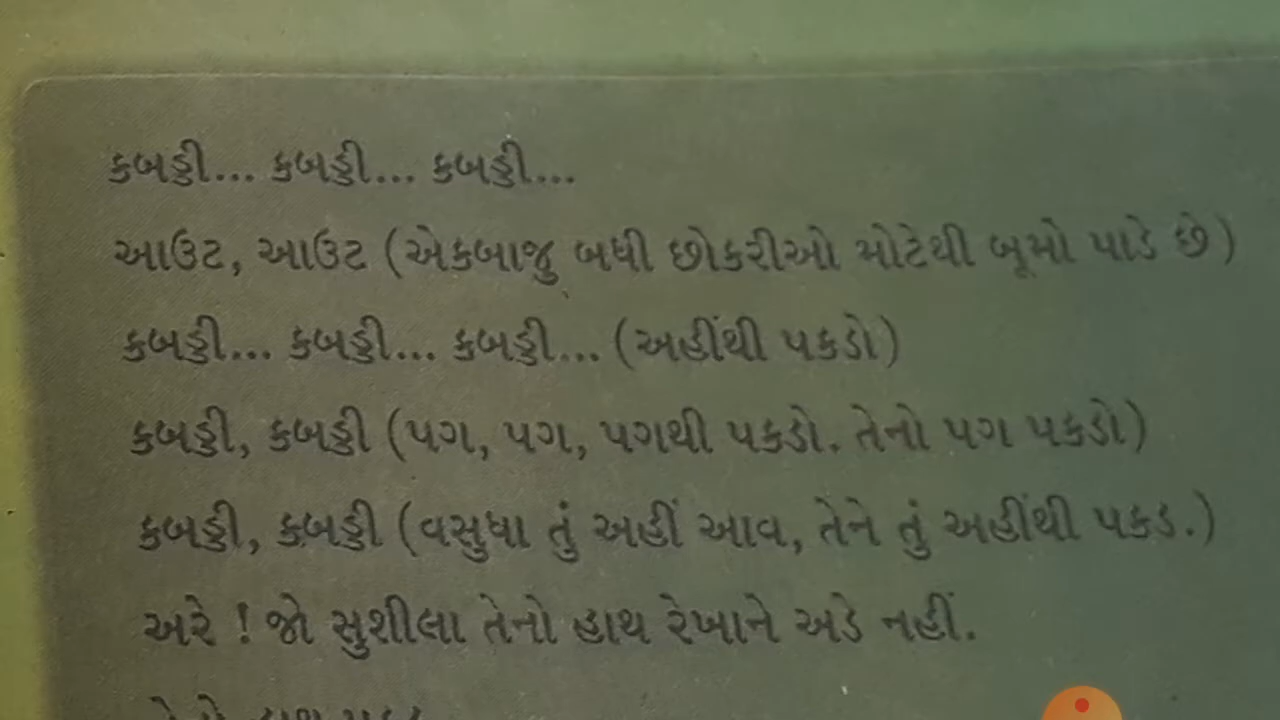 કબડ્ડી... કબડ્ડી... કબડ્ડી...
આઉટ, આઉટ (એકબાજુ બધી છોકરીઓ મોટેથી બૂમો પાડે છે)
કબડ્ડી... કબડ્ડી... કબડ્ડી... (અહીંથી પકડો)
કબડ્ડી, કબડ્ડી (પગ, પગ, પગથી પકડો. તેનો પગ પકડો)
કબડ્ડી, કબડ્ડી (વસુધા તું અહીં આવ, તેને તું અહીંથી પકડ.)
અરે ! જો સુશીલા તેનો હાથ રેખાને અડે નહીં.